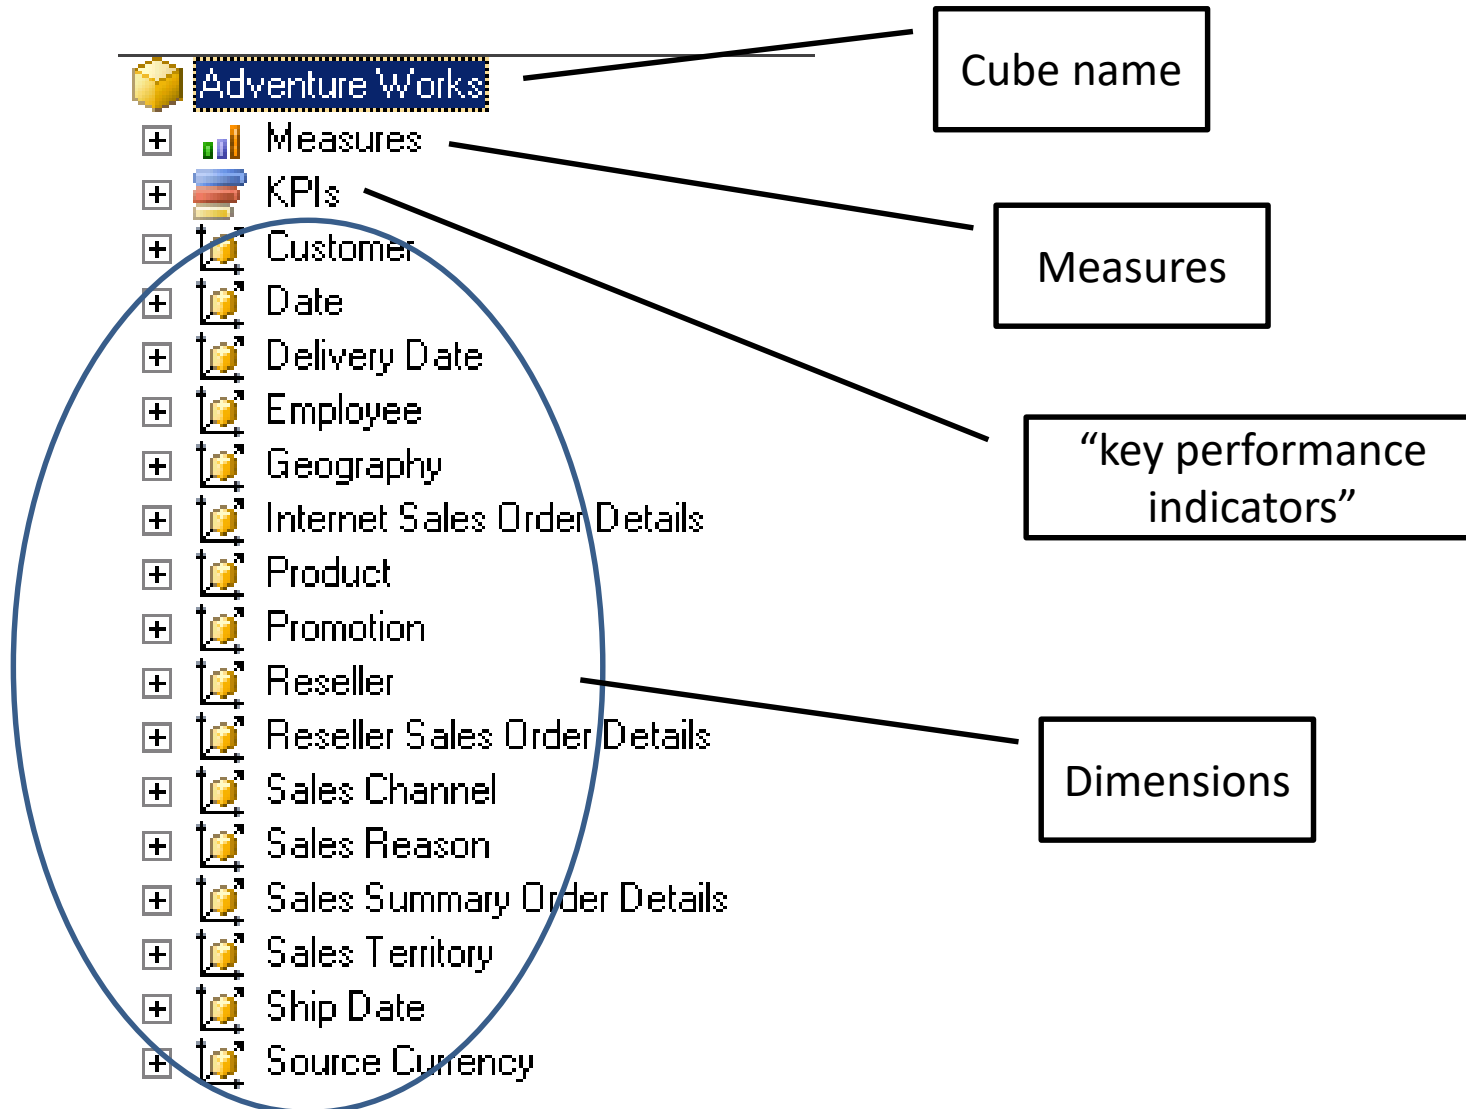 Adventure Works
Measures
KPIs
Customer
Date
Delivery Date
Employee
Geography
Internet Sales Order Details
Product
Promotion
Reseller
Reseller Sales Order Details
Sales Channel
Sales Reason
Sales Summary Order Details
Sales Territory
Ship Date
Source Currency
Cube name
Measures
“key performance
indicators”
Dimensions